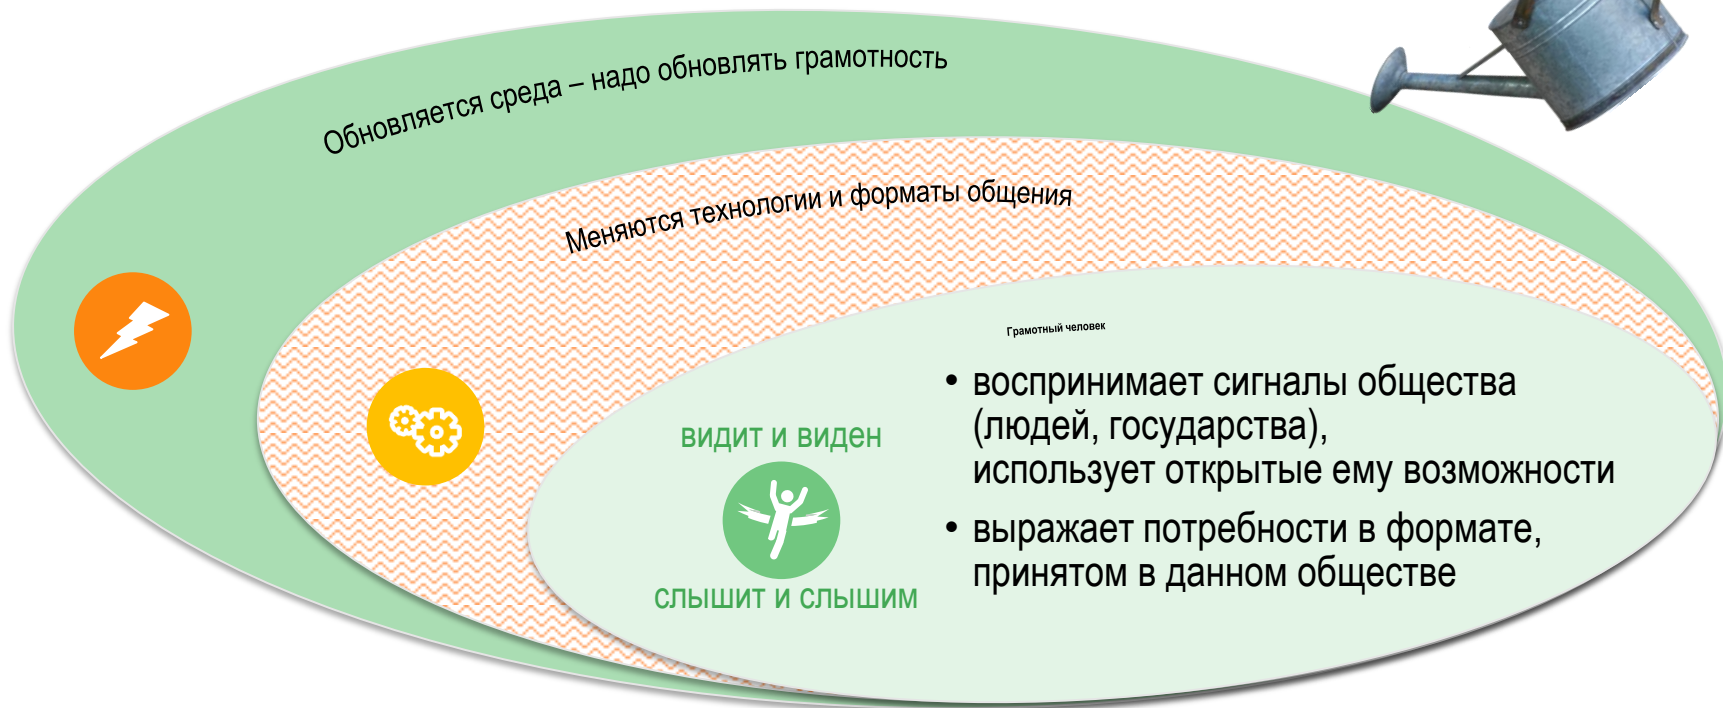 Обновляется среда – надо обновлять грамотность
Меняются технологии и форматы общения
Грамотный человек
• воспринимает сигналы общества
(людей, государства),
использует открытые ему возможности
• выражает потребности в формате,
принятом в данном обществе
видит и виден
слышит и слышим